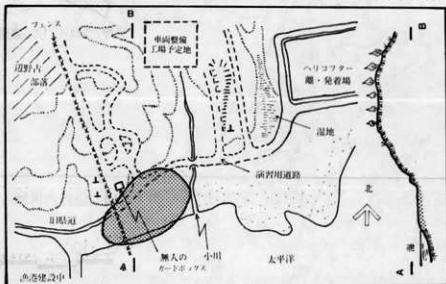 フェンス
B
車両整備
工場予定地
ヘリコプター
離・発着場
B
辺野古
部落
湿地
演習用道路
北
旧県道
無人の
ガードボックス
小川
太平洋
A
漁港建設中
A